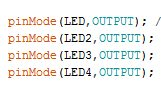 pinMode(LED,OUTPUT); /
pinMode(LED2,OUTPUT);
pinMode(LED3,OUTPUT);
pinMode(LED4,OUTPUT);